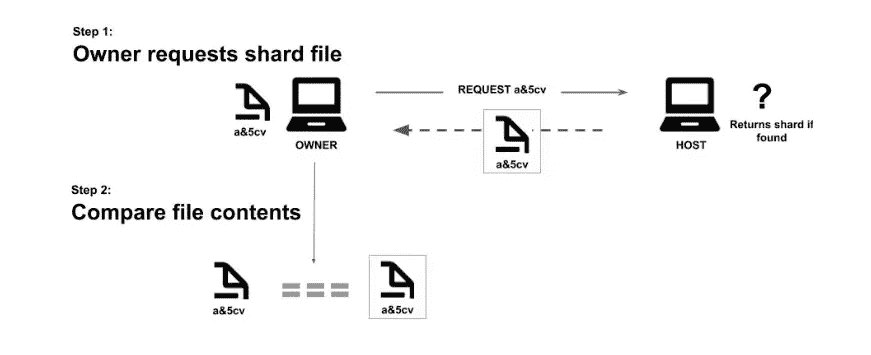 Step 1:
Owner requests shard file
a&5cv
OWNER
REQUEST a&5cv
a&5cv
HOST
?
Returns shard if
found
Step 2:
Compare file contents
a&5cv
===
a&5cv